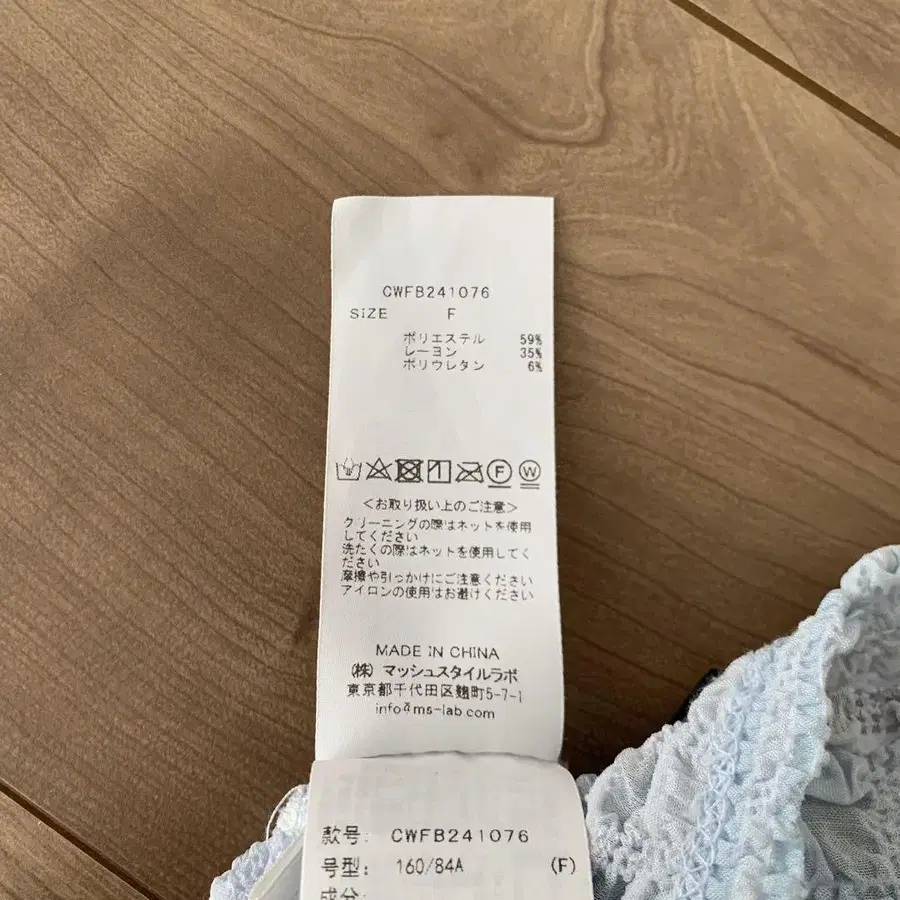 CWFB241076
SIZE F
ポリエステル 59%
レーヨン 35%
ポリウレタン 6%
F W
<お取り扱い上のご注意>
クリーニングの際はネットを使用
してください
洗たくの際はネットを使用してく
ださい
摩擦や引っかけにご注意ください
アイロンの使用はお避けください
MADE IN CHINA
(株) マッシュスタイルラボ
東京都千代田区麹町5-7-1
info@ms-lab.com
款号: CWFB241076
号型: 160/84A (F)
成分: